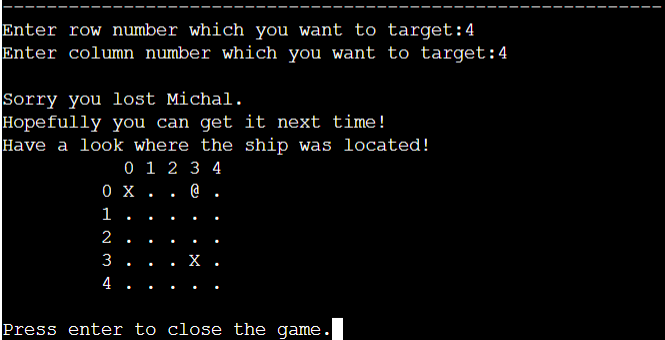 ----------------------------------------------------------------
Enter row number which you want to target:4
Enter column number which you want to target:4
Sorry you lost Michal.
Hopefully you can get it next time!
Have a look where the ship was located!
0 1 2 3 4
0 X . . @ .
1 . . . . .
2 . . . . .
3 . . . X .
4 . . . . .
Press enter to close the game.